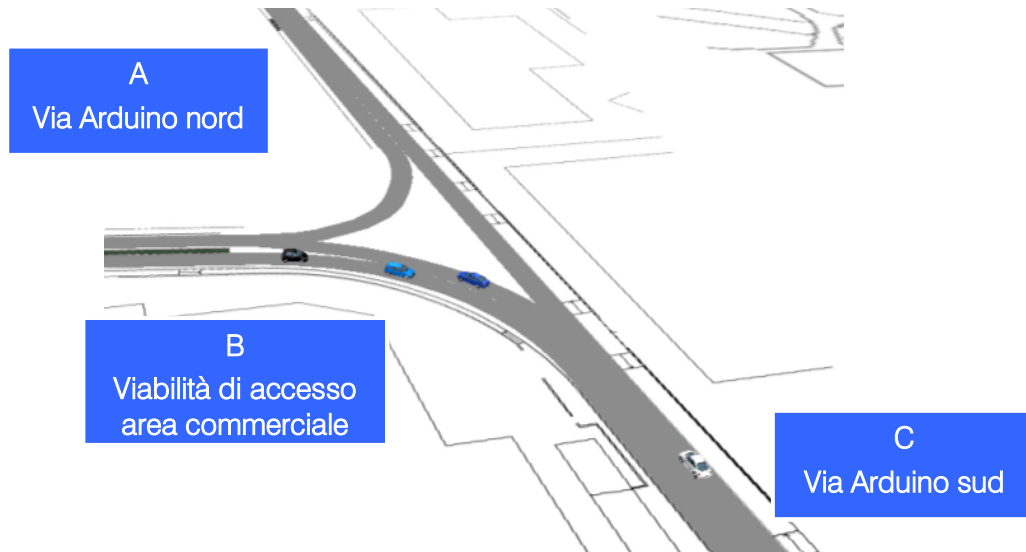 A
Via Arduino nord
B
Viabilità di accesso
area commerciale
C
Via Arduino sud